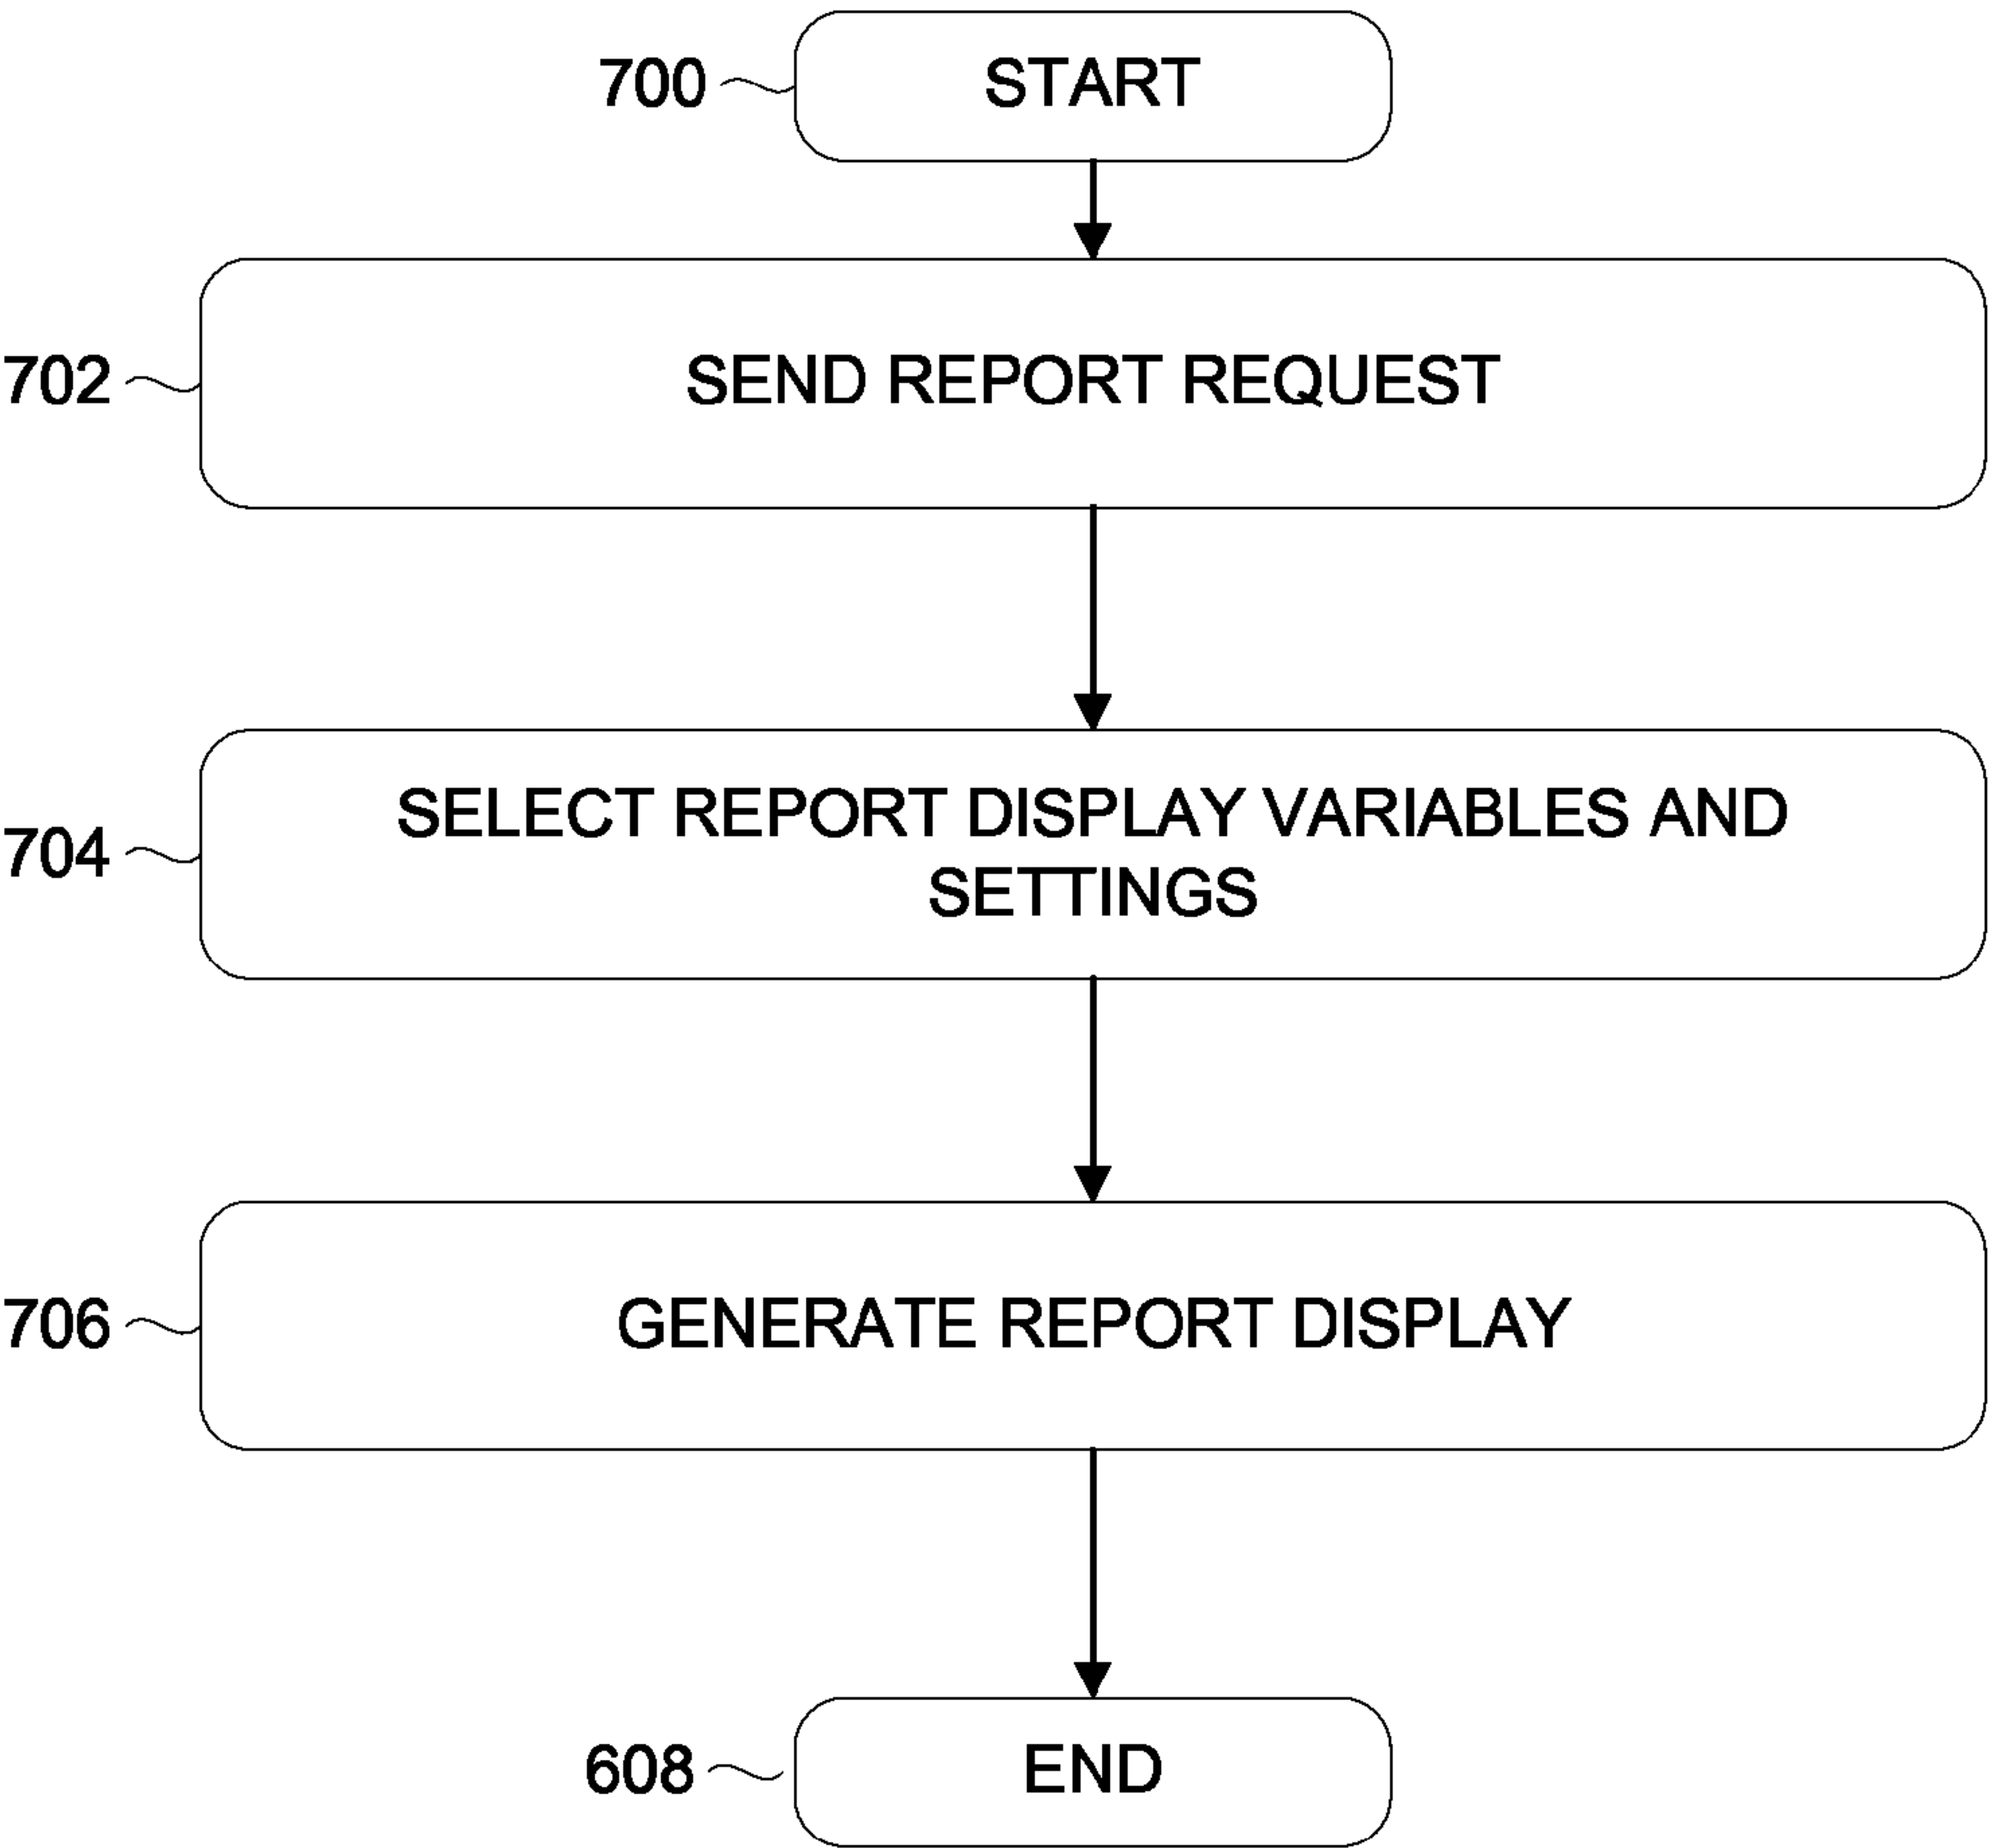 700 START
702 SEND REPORT REQUEST
704 SELECT REPORT DISPLAY VARIABLES AND
SETTINGS
706 GENERATE REPORT DISPLAY
608 END